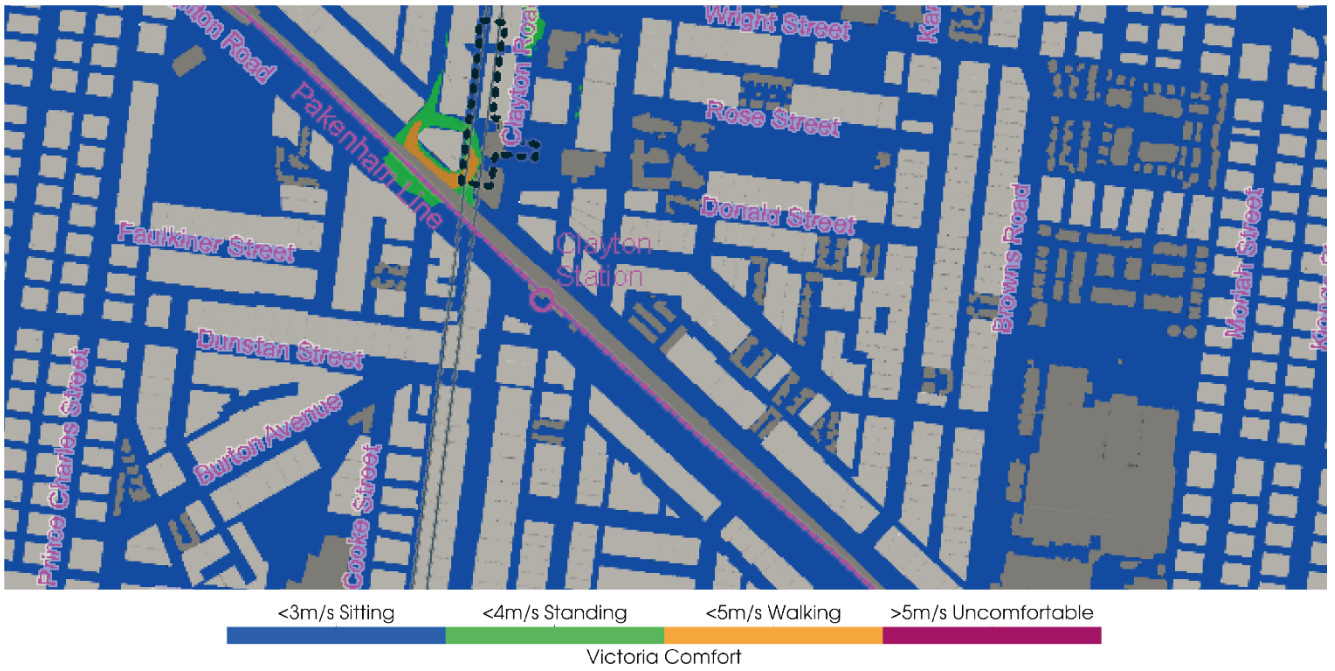 Wright Street
Road
Clayton
Rose Street
Pakenham Line
Donald Street
Faulkiner Street
Clayton
Station
Browns Road
Moriah Street
Dunstan Street
Burton Avenue
Prince Charles Street
Cooke Street
<3m/s Sitting
<4m/s Standing
<5m/s Walking
>5m/s Uncomfortable
Victoria Comfort